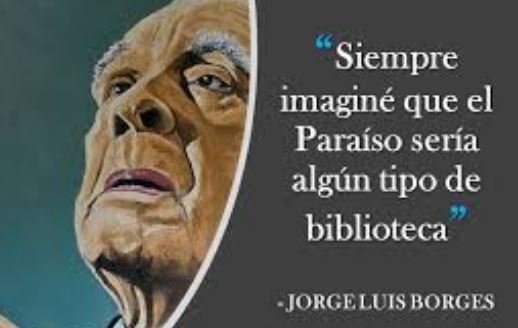 “Siempre
imaginé que el
Paraíso sería
algún tipo de
biblioteca”
-JORGE LUIS BORGES